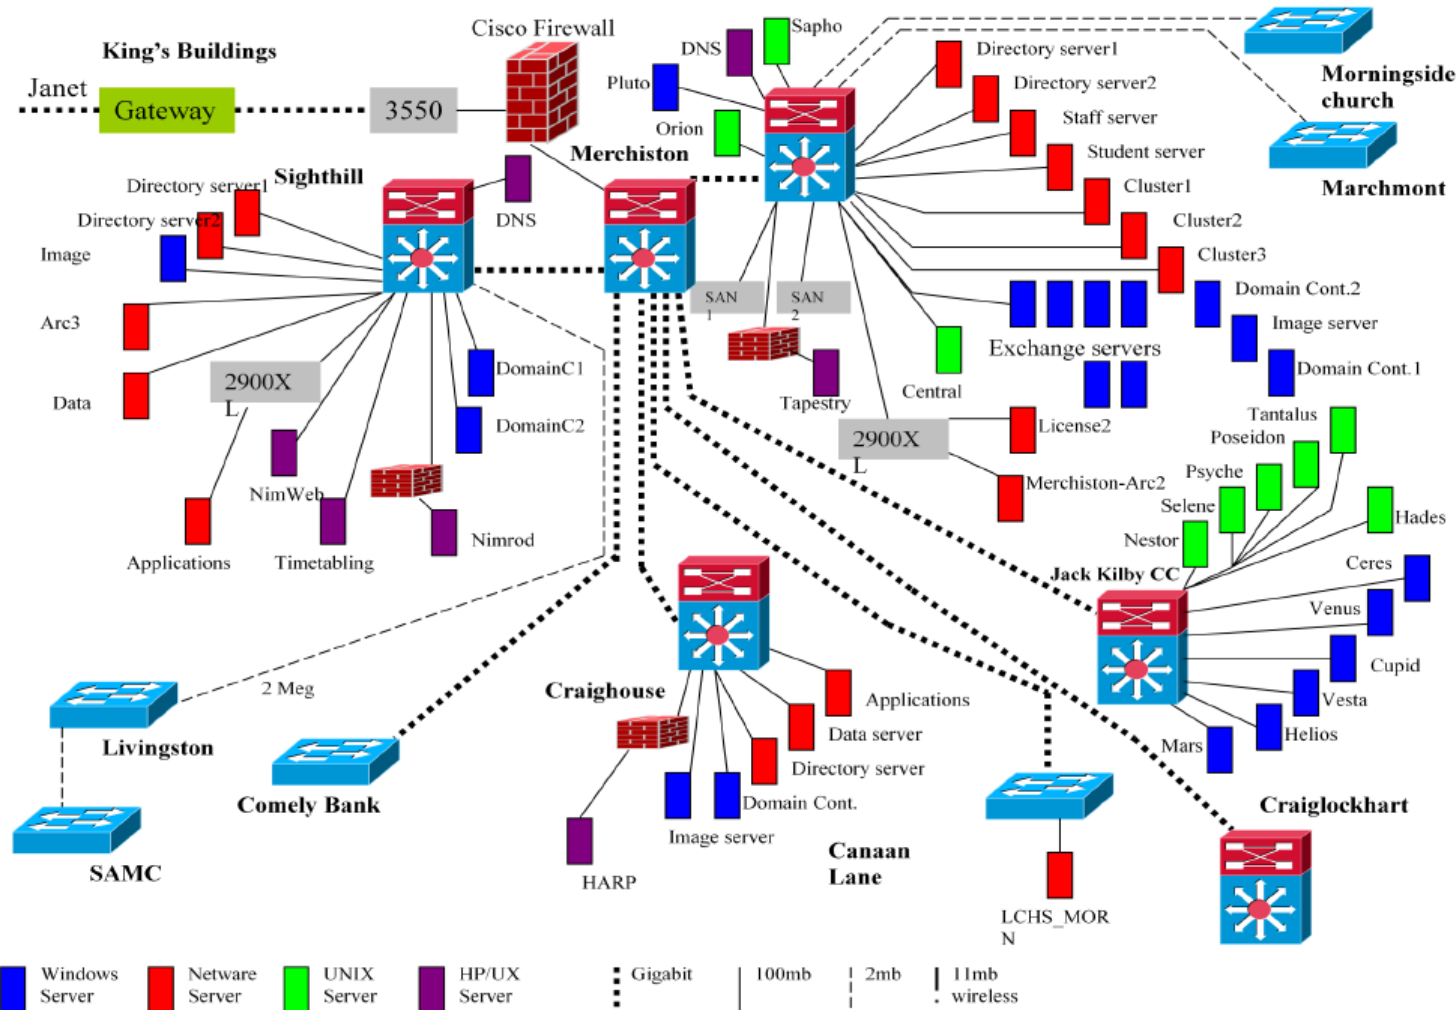 Cisco Firewall
King's Buildings
Janet
Gateway
3550
Sapho
DNS
Pluto
Orion
Merchiston
Directory server1
Directory server2
Staff server
Student server
Cluster1
Cluster2
Cluster3
Morningside
church
Marchmont
Sighthill
Directory server1
Directory server2
Image
Arc3
Data
DNS
2900X
L
DomainC1
DomainC2
NimWeb
Applications
Timetabling
Nimrod
SAN
1
SAN
2
Tapestry
Central
Exchange servers
Domain Cont.2
Image server
Domain Cont.1
2900X
L
License2
Merchiston-Arc2
Tantalus
Poseidon
Psyche
Selene
Nestor
Hades
Jack Kilby CC
Ceres
Venus
Cupid
Vesta
Helios
Mars
2 Meg
Livingston
SAMC
Comely Bank
Craighouse
Applications
Data server
Directory server
Domain Cont.
Image server
HARP
Canaan
Lane
LCHS_MOR
N
Craiglockhart
Windows
Server
Netware
Server
UNIX
Server
HP/UX
Server
Gigabit
100mb
2mb
11mb
wireless